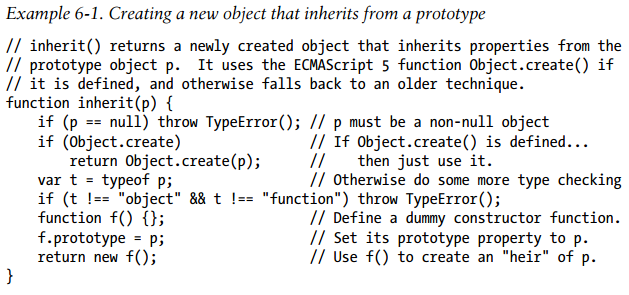 Example 6-1. Creating a new object that inherits from a prototype
// inherit() returns a newly created object that inherits properties from the
// prototype object p.  It uses the ECMAScript 5 function Object.create() if
// it is defined, and otherwise falls back to an older technique.
function inherit(p) {
    if (p == null) throw TypeError(); // p must be a non-null object
    if (Object.create)                // If Object.create() is defined...
        return Object.create(p);      //    then just use it.
    var t = typeof p;                 // Otherwise do some more type checking
    if (t !== "object" && t !== "function") throw TypeError();
    function f() {};                  // Define a dummy constructor function.
    f.prototype = p;                  // Set its prototype property to p.
    return new f();                   // Use f() to create an "heir" of p.
}